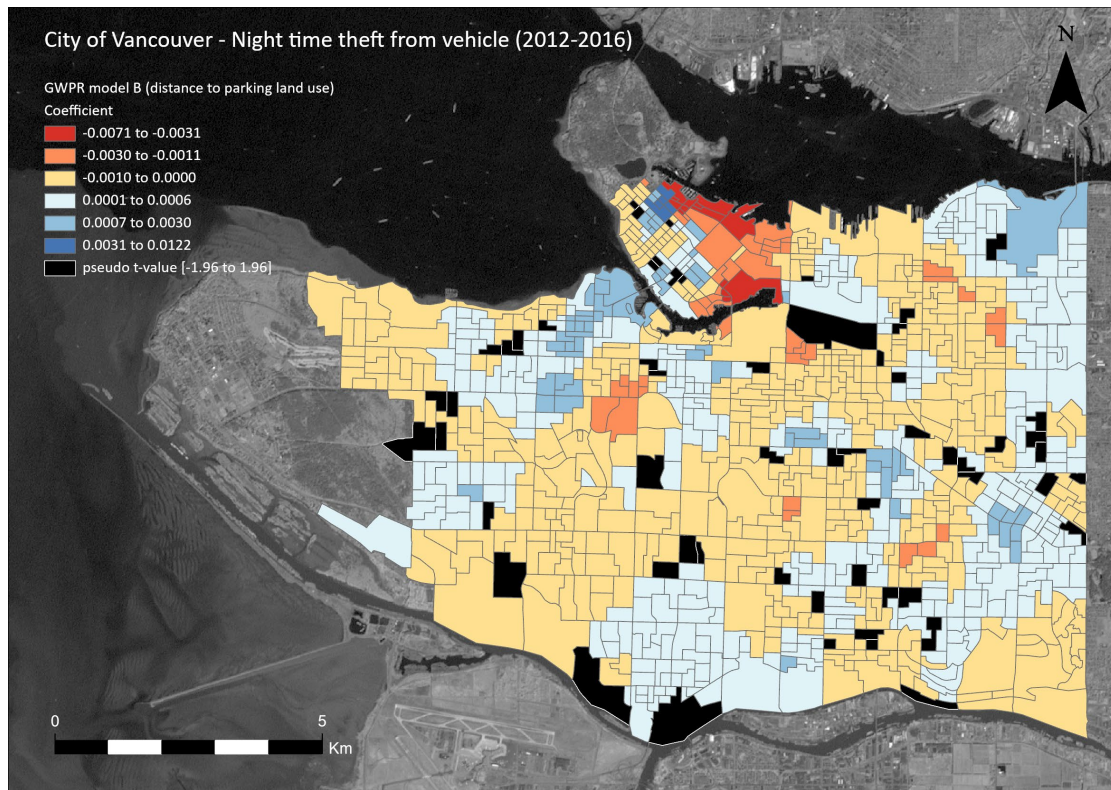 City of Vancouver - Night time theft from vehicle (2012-2016)
N
GWPR model B (distance to parking land use)
Coefficient
-0.0071 to -0.0031
-0.0030 to -0.0011
-0.0010 to 0.0000
0.0001 to 0.0006
0.0007 to 0.0030
0.0031 to 0.0122
pseudo t-value [-1.96 to 1.96]
0 5
Km